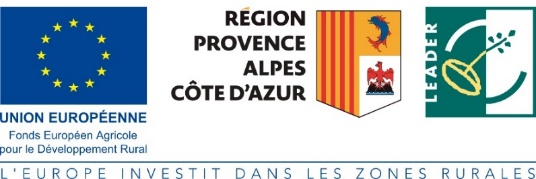 UNION EUROPÉENNE
Fonds Européen Agricole
pour le Développement Rural
RÉGION
PROVENCE
ALPES
CÔTE D'AZUR
LEADER
L'EUROPE INVESTIT DANS LES ZONES RURALES